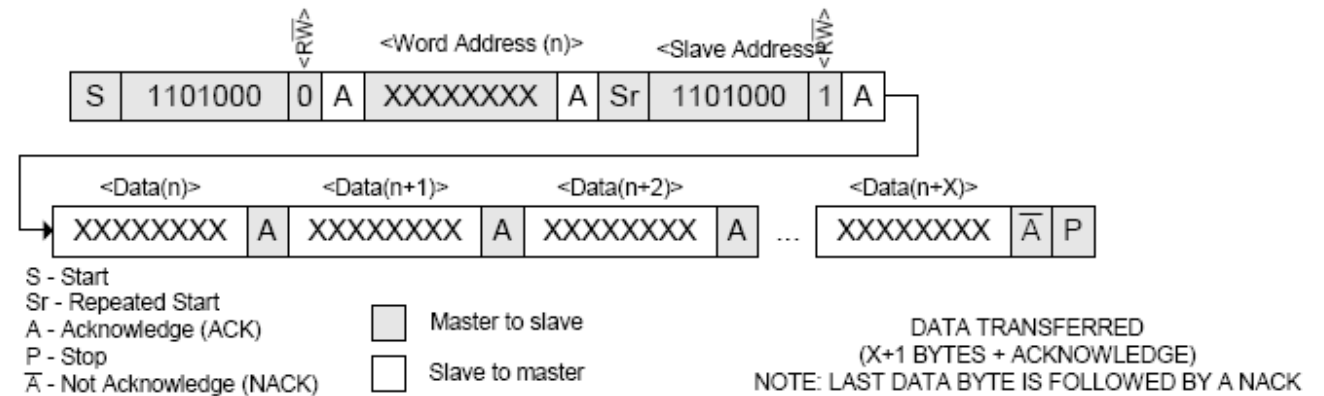 <RW̅> <Word Address (n)> <Slave Address> <RW̅>
S 1101000 0 A XXXXXXXX A Sr 1101000 1 A
<Data(n)> <Data(n+1)> <Data(n+2)> <Data(n+X)>
XXXXXXXX A XXXXXXXX A XXXXXXXX A ... XXXXXXXX A̅ P
S - Start
Sr - Repeated Start
A - Acknowledge (ACK)
P - Stop
A̅ - Not Acknowledge (NACK)
Master to slave
Slave to master
DATA TRANSFERRED
(X+1 BYTES + ACKNOWLEDGE)
NOTE: LAST DATA BYTE IS FOLLOWED BY A NACK